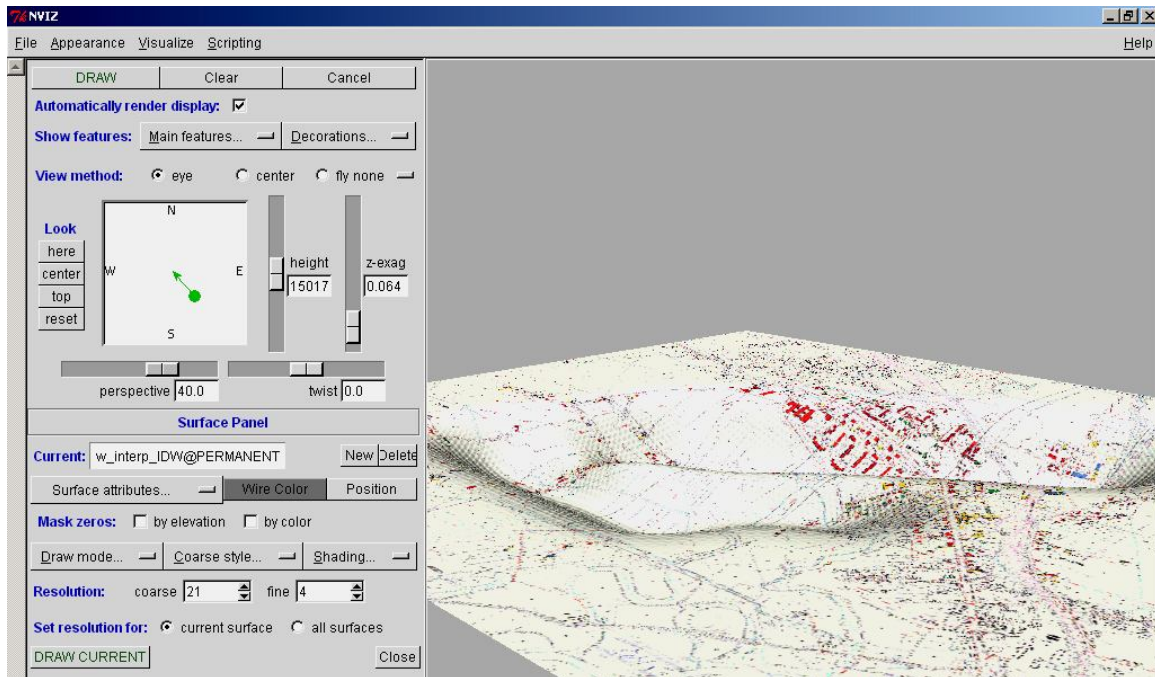 NVIZ
File Appearance Visualize Scripting Help
DRAW Clear Cancel
Automatically render display:
Show features: Main features... Decorations...
View method: eye center fly none
Look
here
center
top
reset
N
W
E
S
height
15017
z-exag
0.064
perspective 40.0 twist 0.0
Surface Panel
Current: w_interp_IDW@PERMANENT New Delete
Surface attributes... Wire Color Position
Mask zeros: by elevation by color
Draw mode... Coarse style... Shading...
Resolution: coarse 21 fine 4
Set resolution for: current surface all surfaces
DRAW CURRENT Close